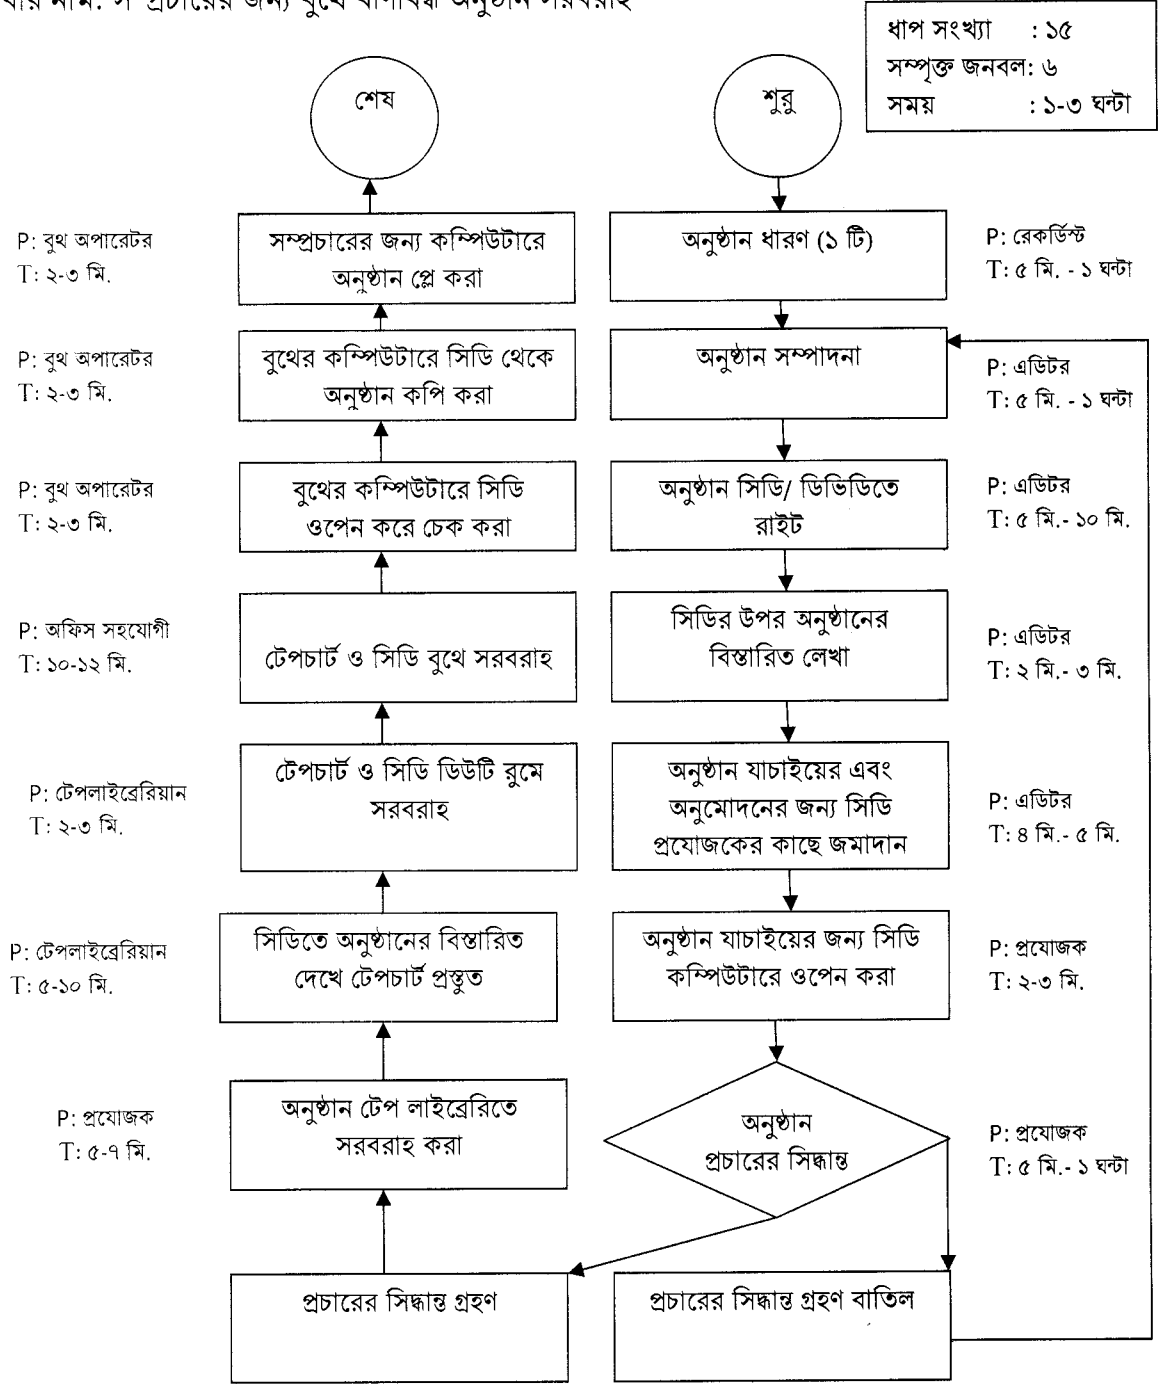 ধাপ সংখ্যা : ১৫
সম্পৃক্ত জনবল: ৬
সময় : ১-৩ ঘন্টা
শুরু
অনুষ্ঠান ধারণ (১ টি)
P: রেকর্ডিস্ট
T: ৫ মি. - ১ ঘন্টা
অনুষ্ঠান সম্পাদনা
P: এডিটর
T: ৫ মি. - ১ ঘন্টা
অনুষ্ঠান সিডি/ ডিভিডিতে
রাইট
P: এডিটর
T: ৫ মি.- ১০ মি.
সিডির উপর অনুষ্ঠানের
বিস্তারিত লেখা
P: এডিটর
T: ২ মি.- ৩ মি.
অনুষ্ঠান যাচাইয়ের এবং
অনুমোদনের জন্য সিডি
প্রযোজকের কাছে জমাদান
P: এডিটর
T: ৪ মি.- ৫ মি.
অনুষ্ঠান যাচাইয়ের জন্য সিডি
কম্পিউটারে ওপেন করা
P: প্রযোজক
T: ২-৩ মি.
অনুষ্ঠান
প্রচারের সিদ্ধান্ত
P: প্রযোজক
T: ৫ মি.- ১ ঘন্টা
প্রচারের সিদ্ধান্ত গ্রহণ বাতিল
প্রচারের সিদ্ধান্ত গ্রহণ
অনুষ্ঠান টেপ লাইব্রেরিতে
সরবরাহ করা
P: প্রযোজক
T: ৫-৭ মি.
সিডিতে অনুষ্ঠানের বিস্তারিত
দেখে টেপচার্ট প্রস্তুত
P: টেপলাইব্রেরিয়ান
T: ৫-১০ মি.
টেপচার্ট ও সিডি ডিউটি রুমে
সরবরাহ
P: টেপলাইব্রেরিয়ান
T: ২-৩ মি.
টেপচার্ট ও সিডি বুথে সরবরাহ
P: অফিস সহযোগী
T: ১০-১২ মি.
বুথের কম্পিউটারে সিডি
ওপেন করে চেক করা
P: বুথ অপারেটর
T: ২-৩ মি.
বুথের কম্পিউটারে সিডি থেকে
অনুষ্ঠান কপি করা
P: বুথ অপারেটর
T: ২-৩ মি.
সম্প্রচারের জন্য কম্পিউটারে
অনুষ্ঠান প্লে করা
P: বুথ অপারেটর
T: ২-৩ মি.
শেষ